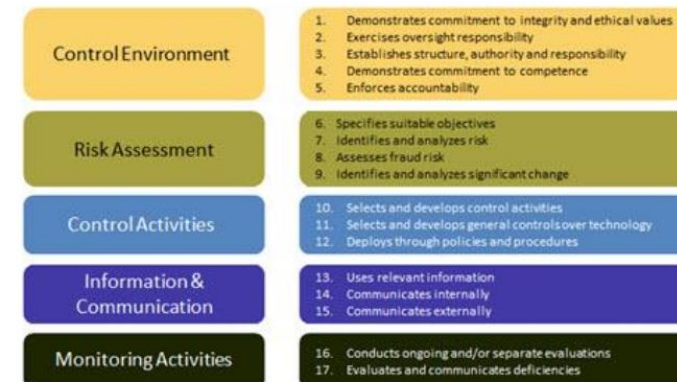 Control Environment
1. Demonstrates commitment to integrity and ethical values
2. Exercises oversight responsibility
3. Establishes structure, authority and responsibility
4. Demonstrates commitment to competence
5. Enforces accountability
Risk Assessment
6. Specifies suitable objectives
7. Identifies and analyzes risk
8. Assesses fraud risk
9. Identifies and analyzes significant change
Control Activities
10. Selects and develops control activities
11. Selects and develops general controls over technology
12. Deploys through policies and procedures
Information &
Communication
13. Uses relevant information
14. Communicates internally
15. Communicates externally
Monitoring Activities
16. Conducts ongoing and/or separate evaluations
17. Evaluates and communicates deficiencies